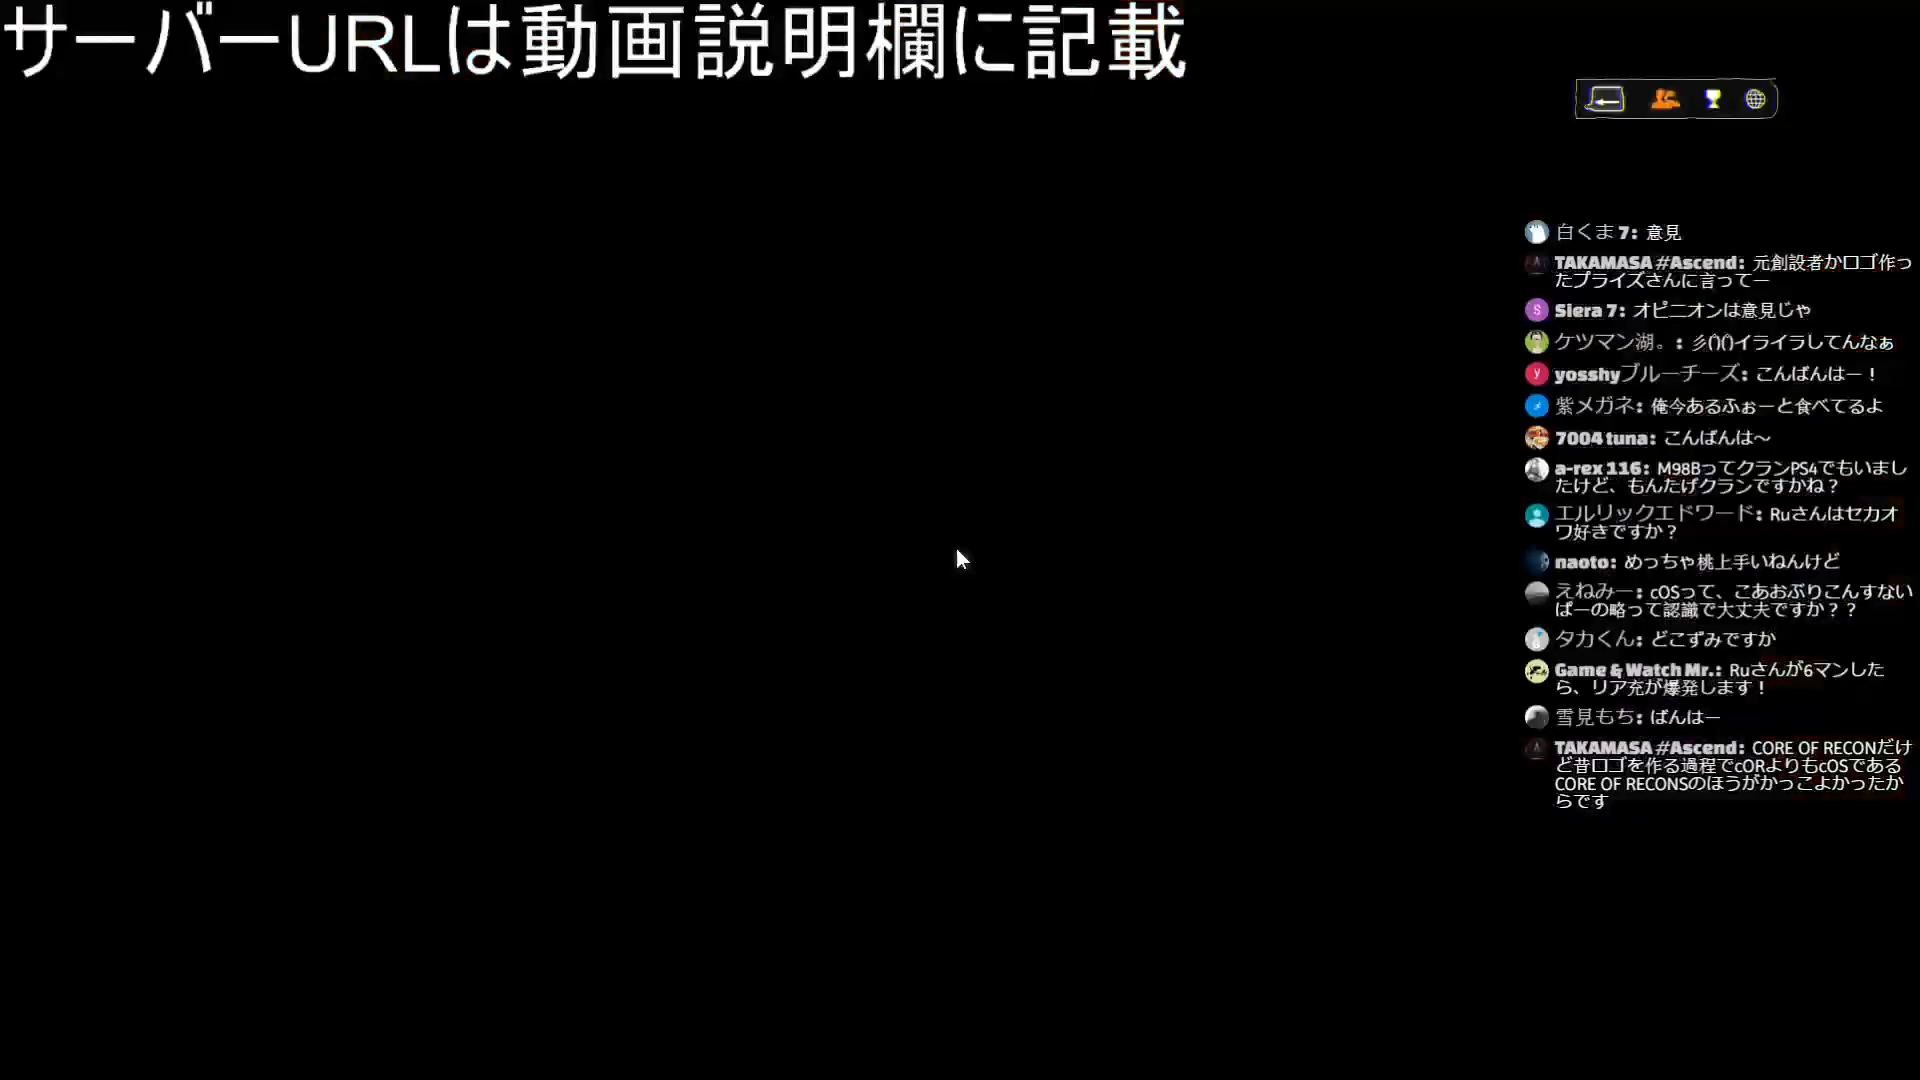 サーバーURLは動画説明欄に記載
白くま 7: 意見
TAKAMASA #Ascend: 元創設者かロゴ作っ
たプライズさんに言ってー
Siera 7: オピニオンは意見じゃ
ケツマン湖。: 彡()()イライラしてんなぁ
yosshyブルーチーズ: こんばんはー！
紫メガネ: 俺今あるふぉーと食べてるよ
7004 tuna: こんばんは～
a-rex 116: M98BってクランPS4でもいまし
たけど、もんたげクランですかね？
エルリックエドワード: Ruさんはセカオ
ワ好きですか？
naoto: めっちゃ桃上手いねんけど
えねみー: cOSって、こあおぶりこんすない
ぱーの略って認識で大丈夫ですか？？
タカくん: どこずみですか
Game & Watch Mr.: Ruさんが6マンした
ら、リア充が爆発します！
雪見もち: ばんはー
TAKAMASA #Ascend: CORE OF RECONだけ
ど昔ロゴを作る過程でcORよりもcOSである
CORE OF RECONSのほうがかっこよかったか
らです